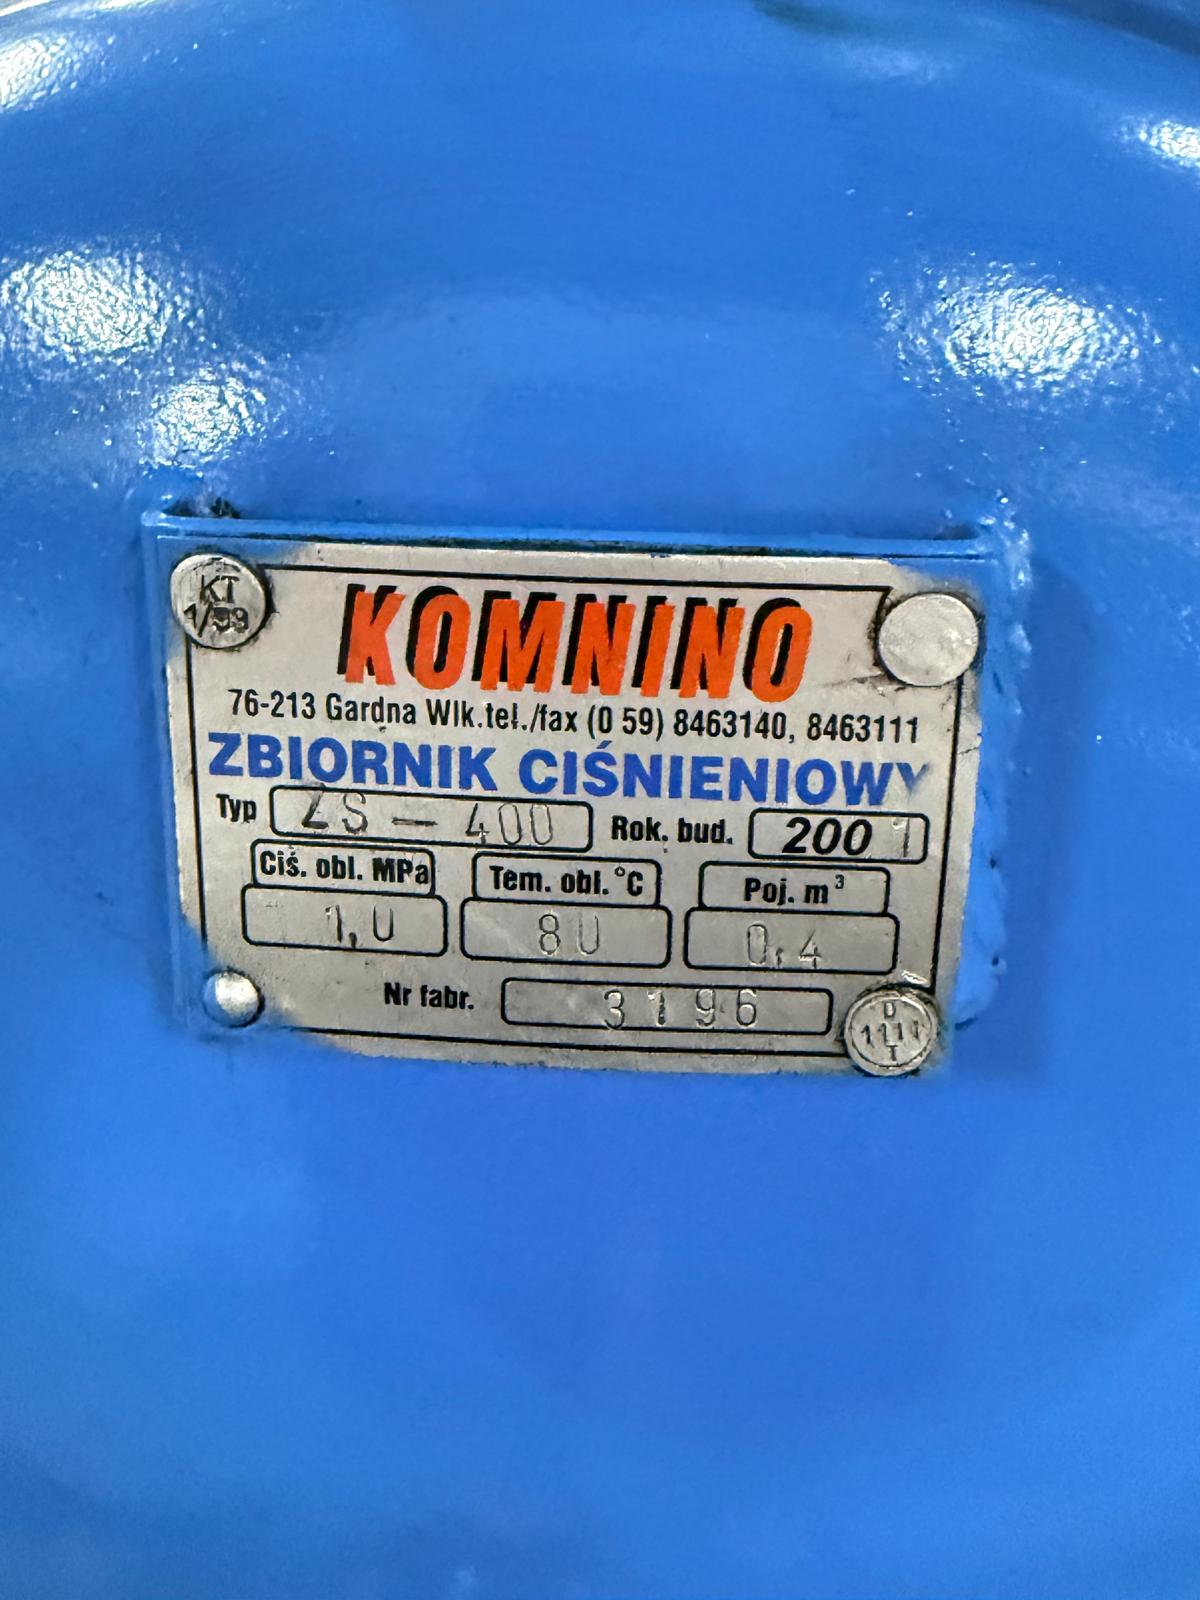 KT
1/99
KOMNINO
76-213 Gardna Wlk.tel./fax (0 59) 8463140, 8463111
ZBIORNIK CIŚNIENIOWY
Typ ZS - 400 Rok. bud. 2001
Ciś. obl. MPa Tem. obl. °C Poj. m³
1,0 80 0,4
Nr fabr. 3196
D
1111
T